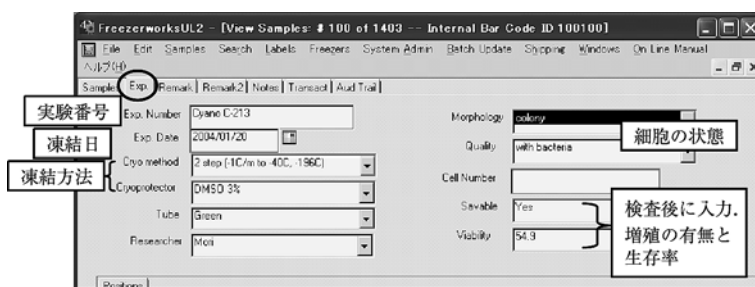 FreezerworksUL2 - [View Samples: # 100 of 1403 -- Internal Bar Code ID 100100]
File Edit Samples Search Labels Freezers System Admin Batch Update Shipping Windows On Line Manual
ヘルプ(H)
Sample Exp. Remark Remark2 Notes Transact Aud Trail
実験番号
Exp. Number Cyano C-213
Morphology colony
凍結日
Exp. Date 2004/01/20
細胞の状態
Quality with bacteria
凍結方法
Cryo method 2 step (-1C/m to -40C, -196C)
Cell Number
Cryoprotector DMSO 3%
Tube Green
Savable Yes
検査後に入力.
増殖の有無と
生存率
Researcher Mori
Viability 54.9
Positions